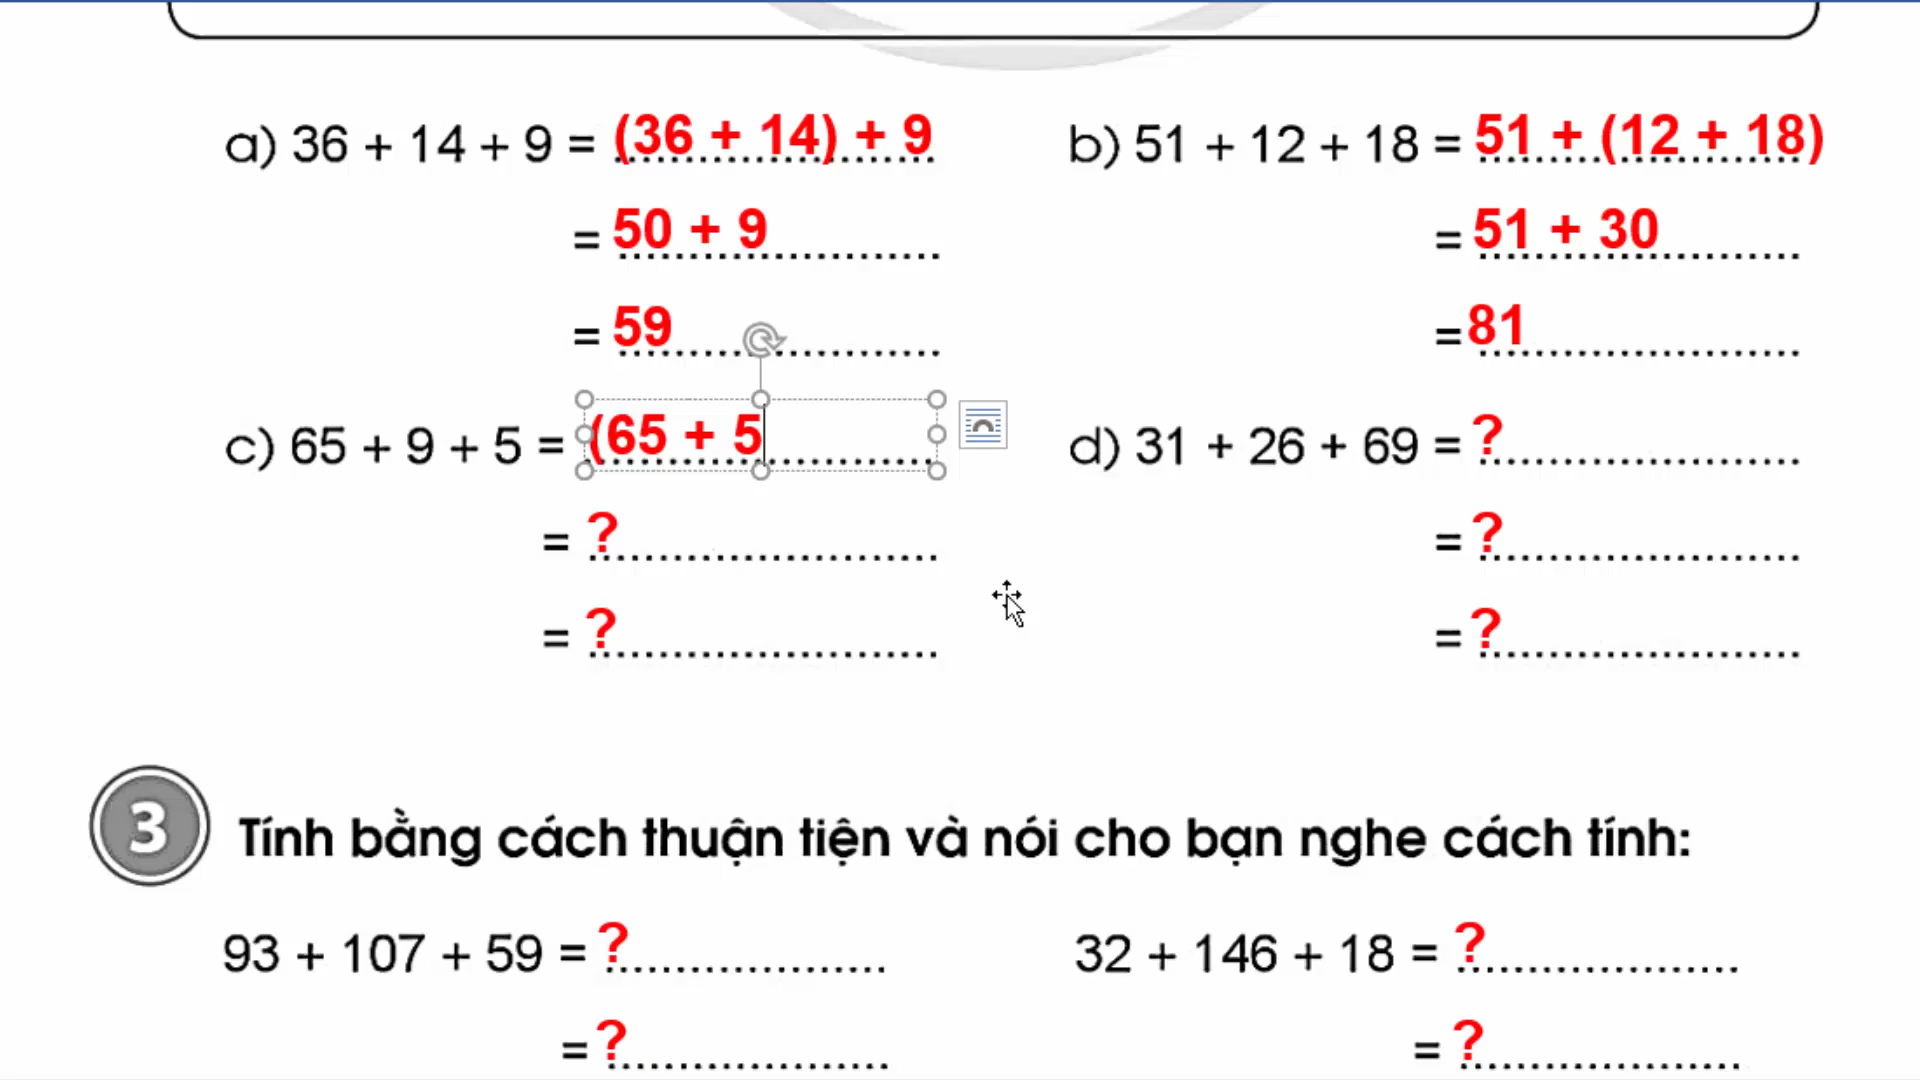 a) 36 + 14 + 9 = (36 + 14) + 9
= 50 + 9
= 59
b) 51 + 12 + 18 = 51 + (12 + 18)
= 51 + 30
= 81
c) 65 + 9 + 5 = (65 + 5
= ?
= ?
d) 31 + 26 + 69 = ?
= ?
= ?
3 Tính bằng cách thuận tiện và nói cho bạn nghe cách tính:
93 + 107 + 59 = ?
= ?
32 + 146 + 18 = ?
= ?